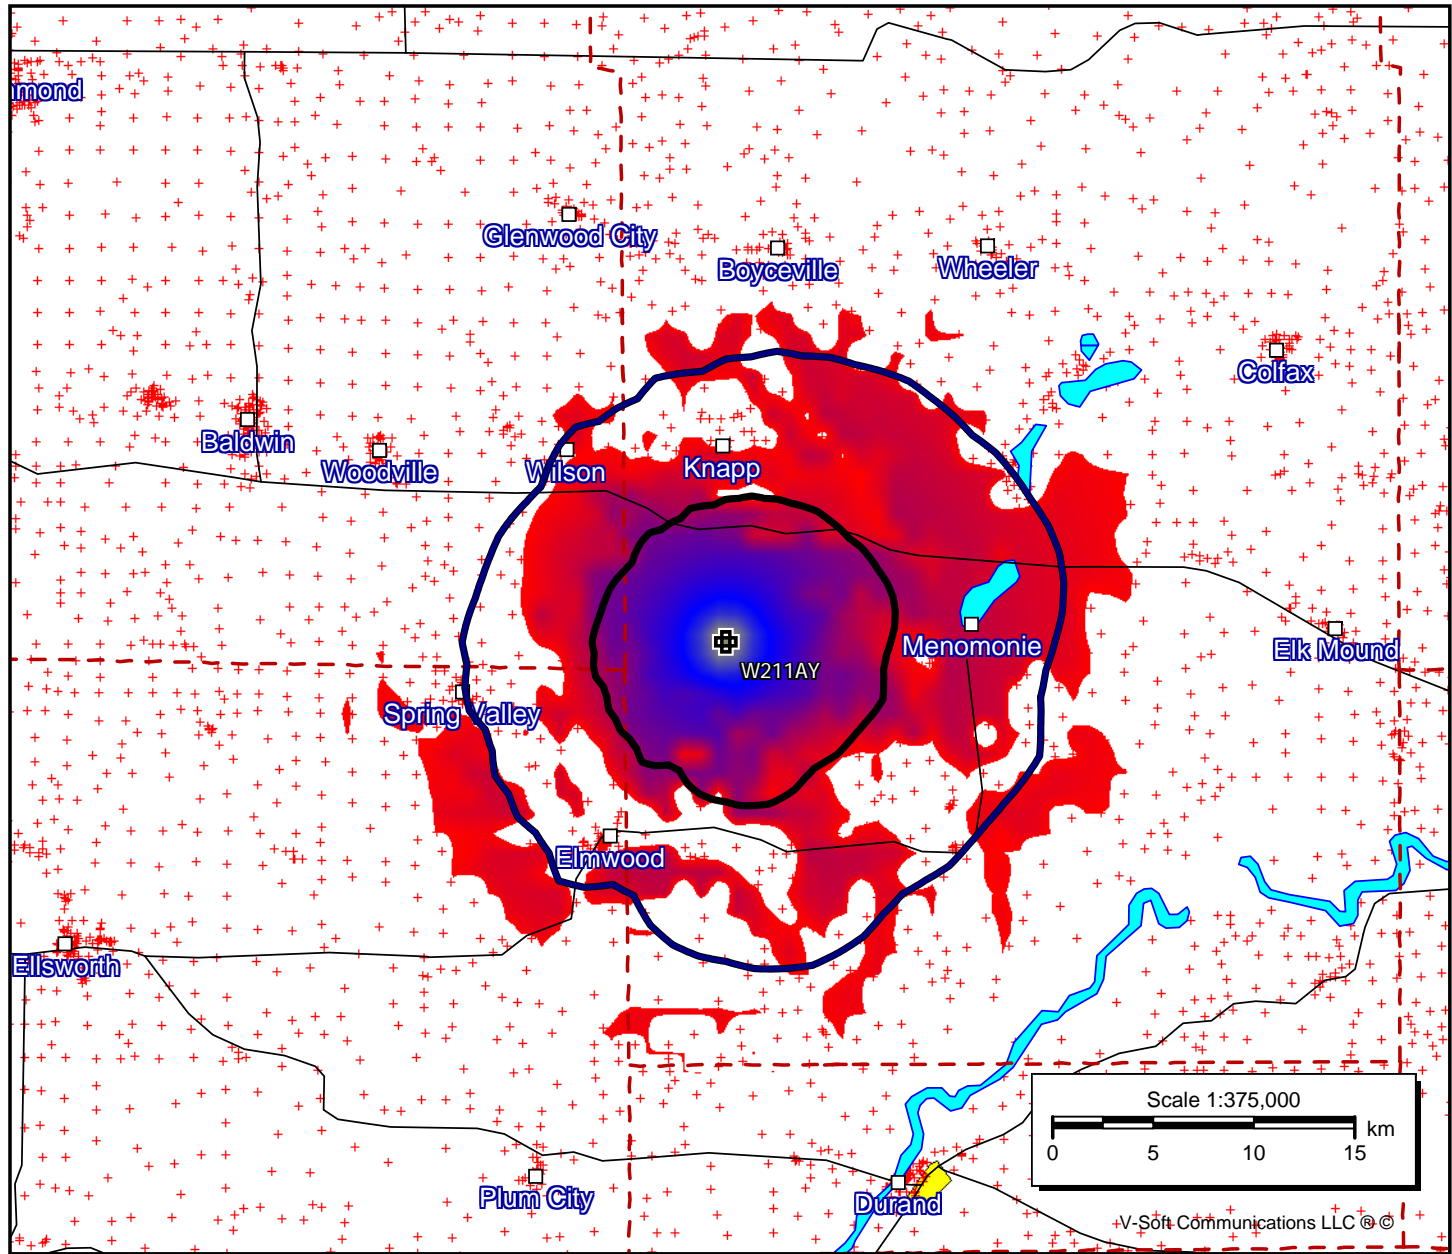 mmond
Glenwood City
Boyceville
Wheeler
Colfax
Baldwin
Woodville
Wilson
Knapp
Menomonie
Elk Mound
W211AY
Spring Valley
Elmwood
Ellsworth
Scale 1:375,000
km
0 5 10 15
Plum City
Durand
V-Soft Communications LLC ® ©